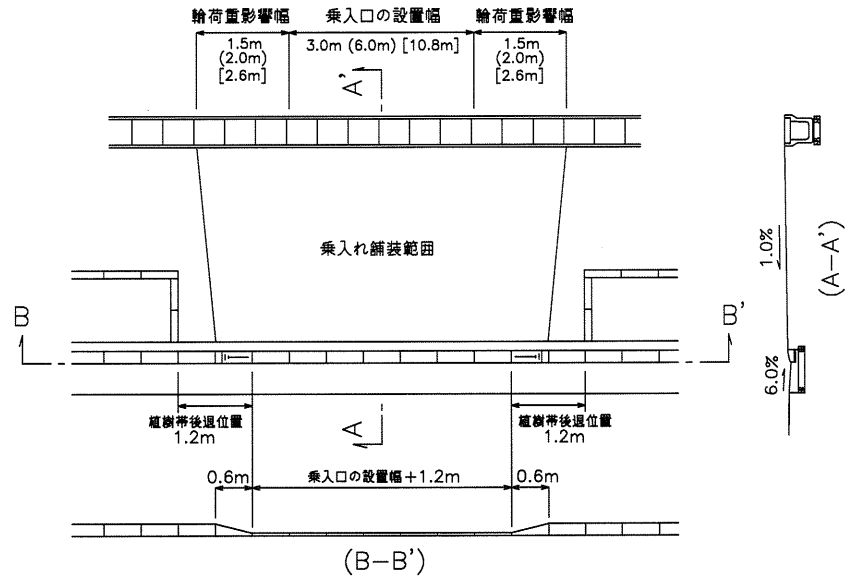 輪荷重影響幅 乗入口の設置幅 輪荷重影響幅
1.5m 3.0m (6.0m) [10.8m] 1.5m
(2.0m) (2.0m)
[2.6m] [2.6m]
A'
乗入れ舗装範囲
1.0%
(A-A')
B B'
6.0%
植樹帯後退位置 A 植樹帯後退位置
1.2m 1.2m
0.6m 乗入口の設置幅+1.2m 0.6m
(B-B')